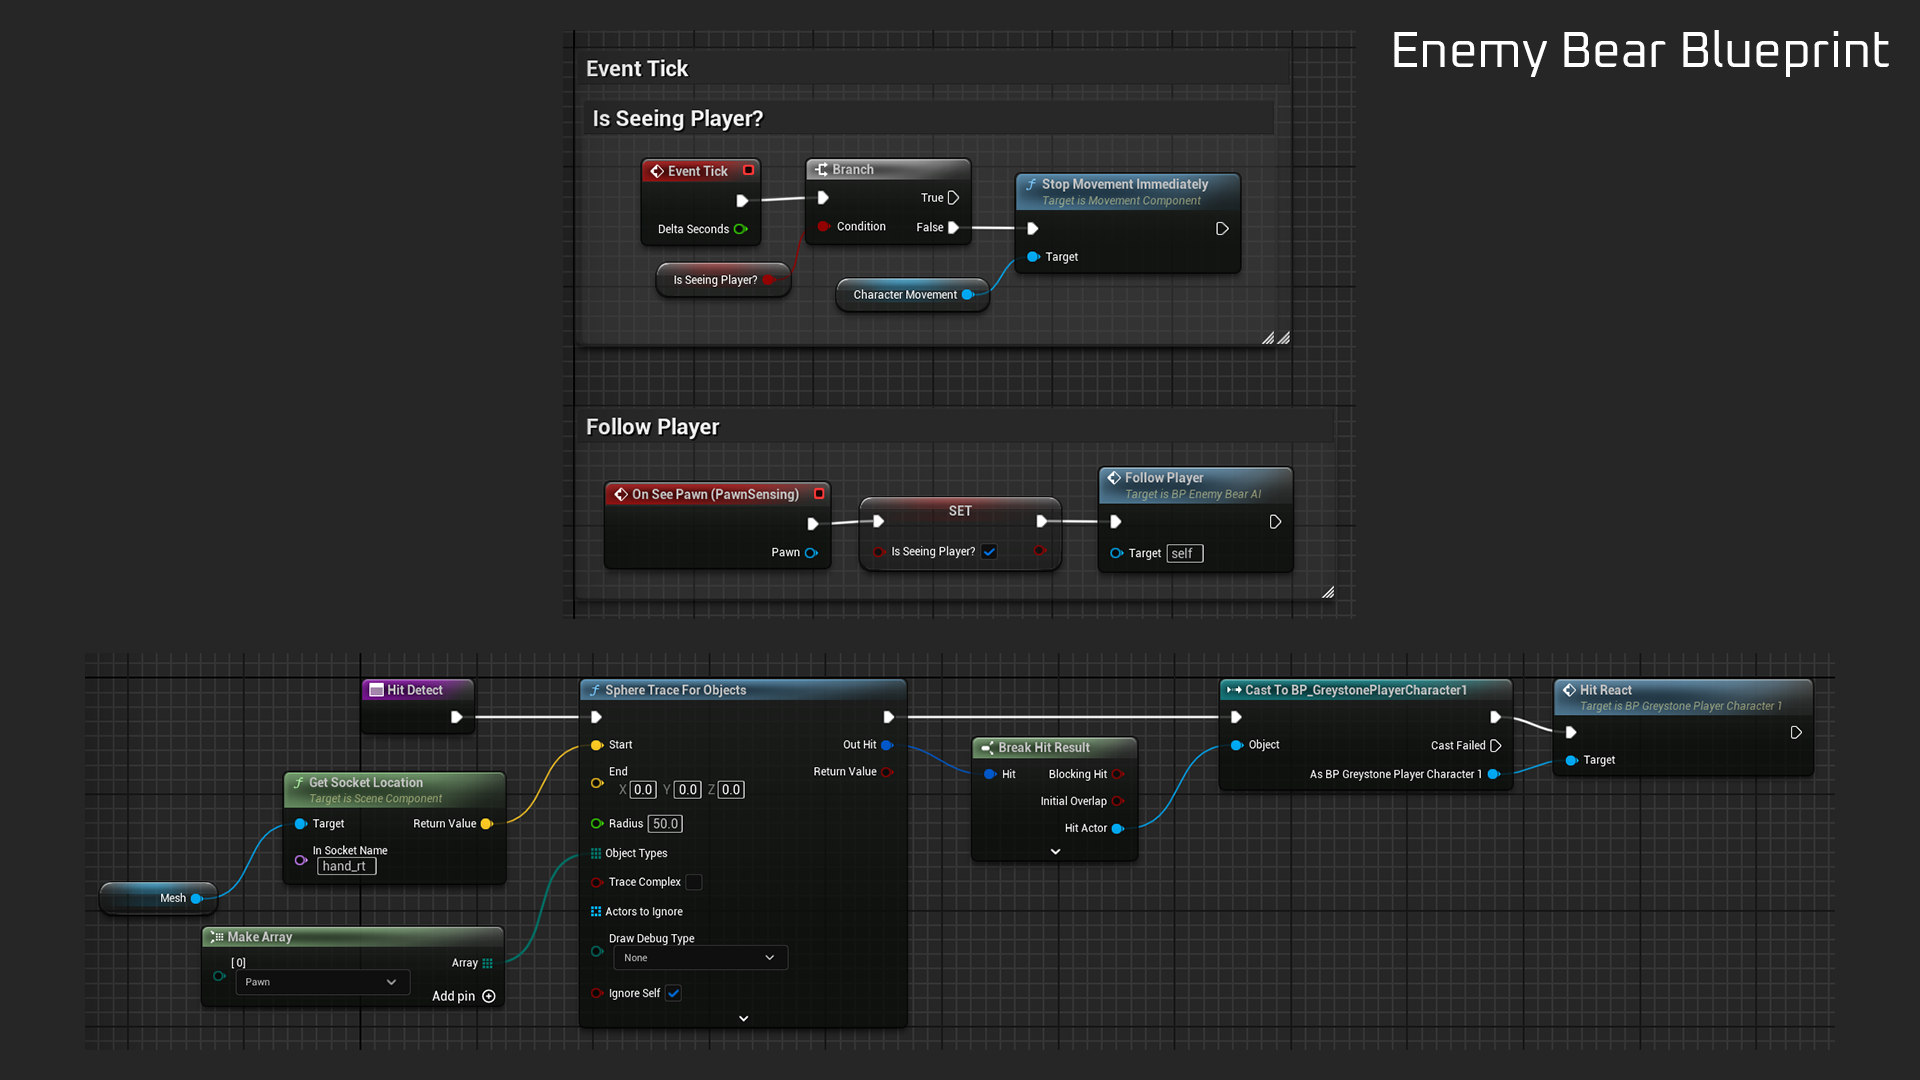 Enemy Bear Blueprint
Event Tick
Is Seeing Player?
Event Tick
Delta Seconds
Is Seeing Player?
Branch
True
Condition
False
Character Movement
Stop Movement Immediately
Target is Movement Component
Target
Follow Player
On See Pawn (PawnSensing)
Pawn
SET
Is Seeing Player?
Follow Player
Target is BP Enemy Bear AI
Target self
Hit Detect
Get Socket Location
Target is Scene Component
Target
Return Value
In Socket Name
hand_rt
Mesh
Make Array
[0]
Array
Pawn
Add pin
Sphere Trace For Objects
Start
Out Hit
End
Return Value
X 0.0 Y 0.0 Z 0.0
Radius 50.0
Object Types
Trace Complex
Actors to Ignore
Draw Debug Type
None
Ignore Self
Break Hit Result
Hit
Blocking Hit
Initial Overlap
Hit Actor
Cast To BP_GreystonePlayerCharacter1
Object
Cast Failed
As BP Greystone Player Character 1
Hit React
Target is BP Greystone Player Character 1
Target